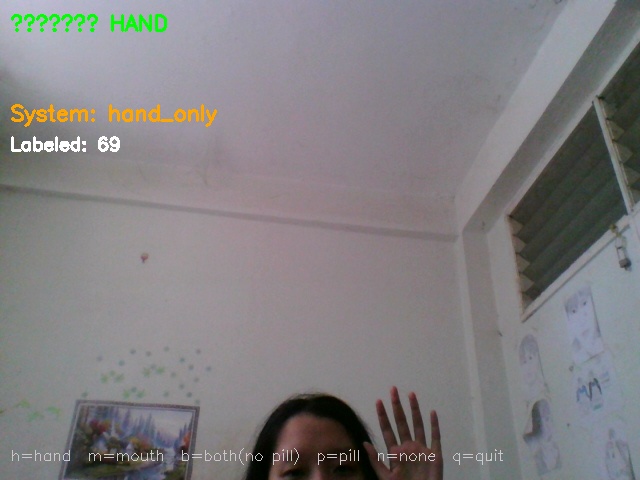 ??????? HAND
System: hand_only
Labeled: 69
h=hand m=mouth b=both(no pill) p=pill n=none q=quit